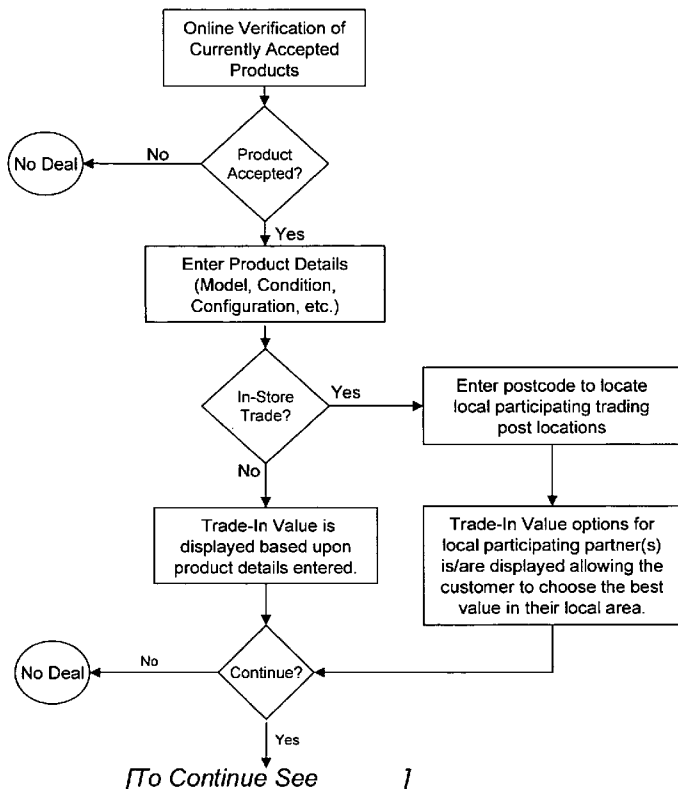 Online Verification of
Currently Accepted
Products
No Deal
No
Product
Accepted?
Yes
Enter Product Details
(Model, Condition,
Configuration, etc.)
In-Store
Trade?
Yes
Enter postcode to locate
local participating trading
post locations
No
Trade-In Value is
displayed based upon
product details entered.
Trade-In Value options for
local participating partner(s)
is/are displayed allowing the
customer to choose the best
value in their local area.
No Deal
No
Continue?
Yes
[To Continue See ]